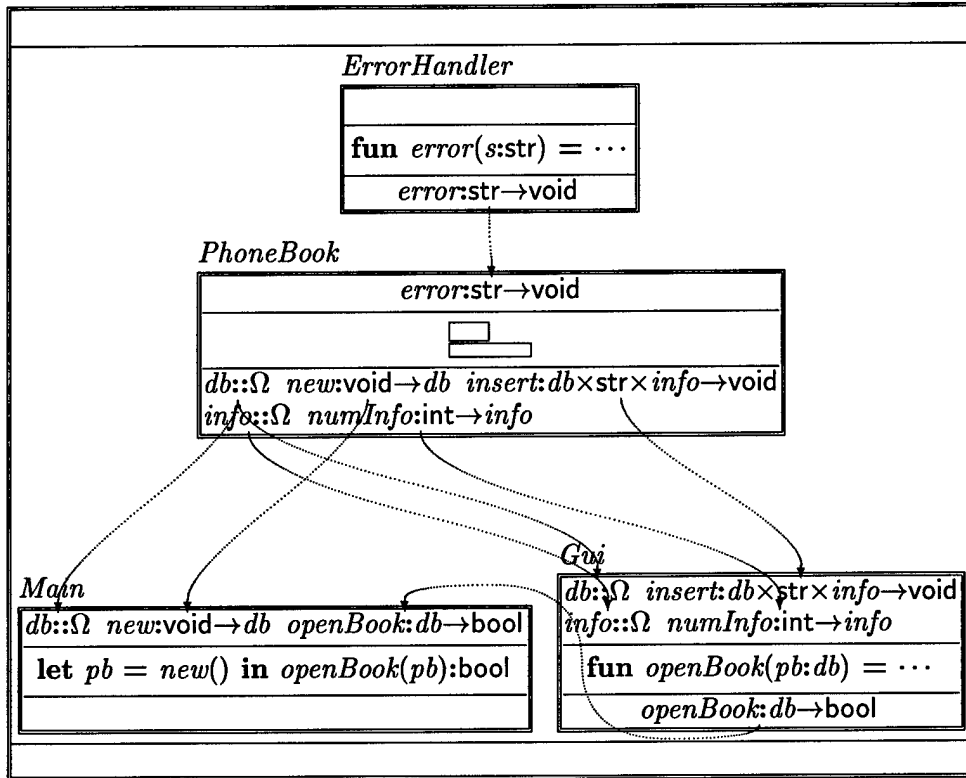 ErrorHandler
fun error(s:str) = ⋯
error:str→void
PhoneBook
error:str→void
db::Ω new:void→db insert:db×str×info→void
info::Ω numInfo:int→info
Main
db::Ω new:void→db openBook:db→bool
let pb = new() in openBook(pb):bool
Gui
db::Ω insert:db×str×info→void
info::Ω numInfo:int→info
fun openBook(pb:db) = ⋯
openBook:db→bool